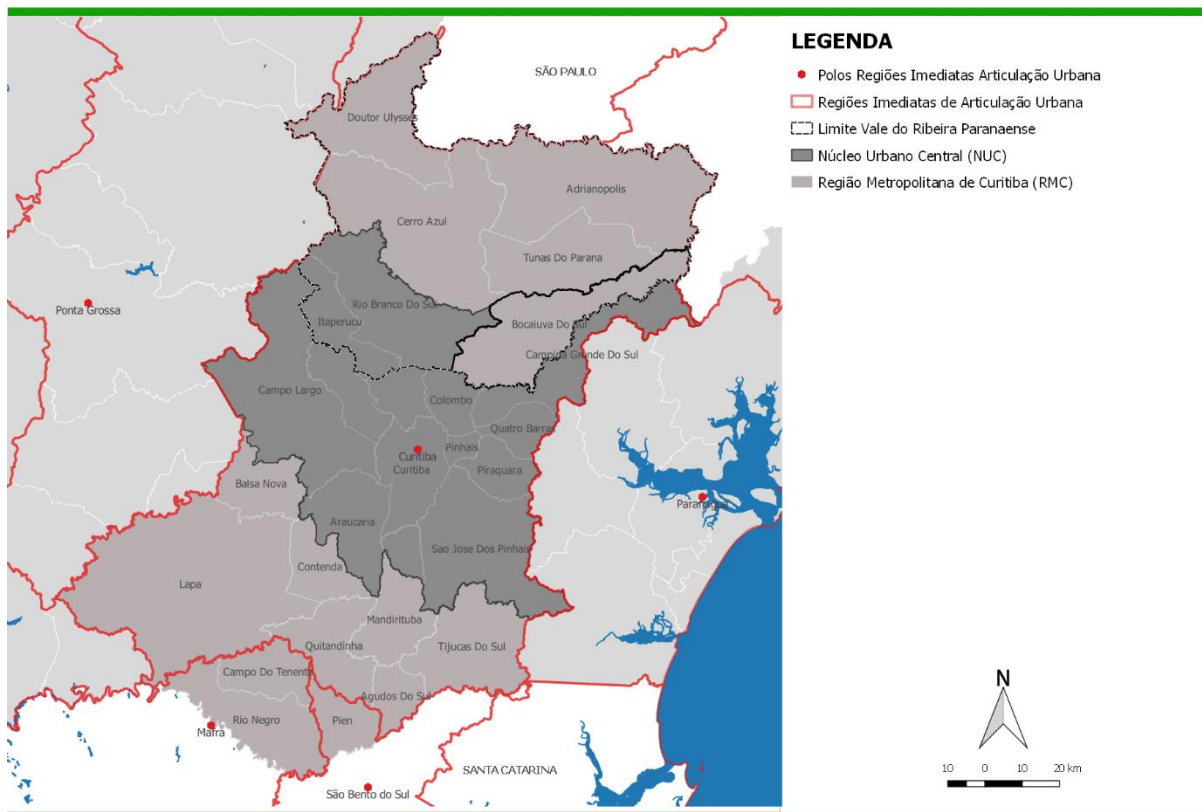 LEGENDA
Polos Regiões Imediatas Articulação Urbana
Regiões Imediatas de Articulação Urbana
Limite Vale do Ribeira Paranaense
Núcleo Urbano Central (NUC)
Região Metropolitana de Curitiba (RMC)
SÃO PAULO
Doutor Ulysses
Adrianopolis
Cerro Azul
Tunas Do Parana
Ponta Grossa
Rio Branco Do Sul
Itaperucu
Bocaiuva Do Sul
Campina Grande Do Sul
Campo Largo
Colombo
Quatro Barras
Pinhais
Curitiba
Curitiba
Piraquara
Balsa Nova
Paranaguá
Araucaria
Sao Jose Dos Pinhais
Contenda
Lapa
Mandirituba
Quitandinha
Tijucas Do Sul
Campo Do Tenente
Agudos Do Sul
Rio Negro
Pien
Mafra
SANTA CATARINA
São Bento do Sul
N
10 0 10 20 km